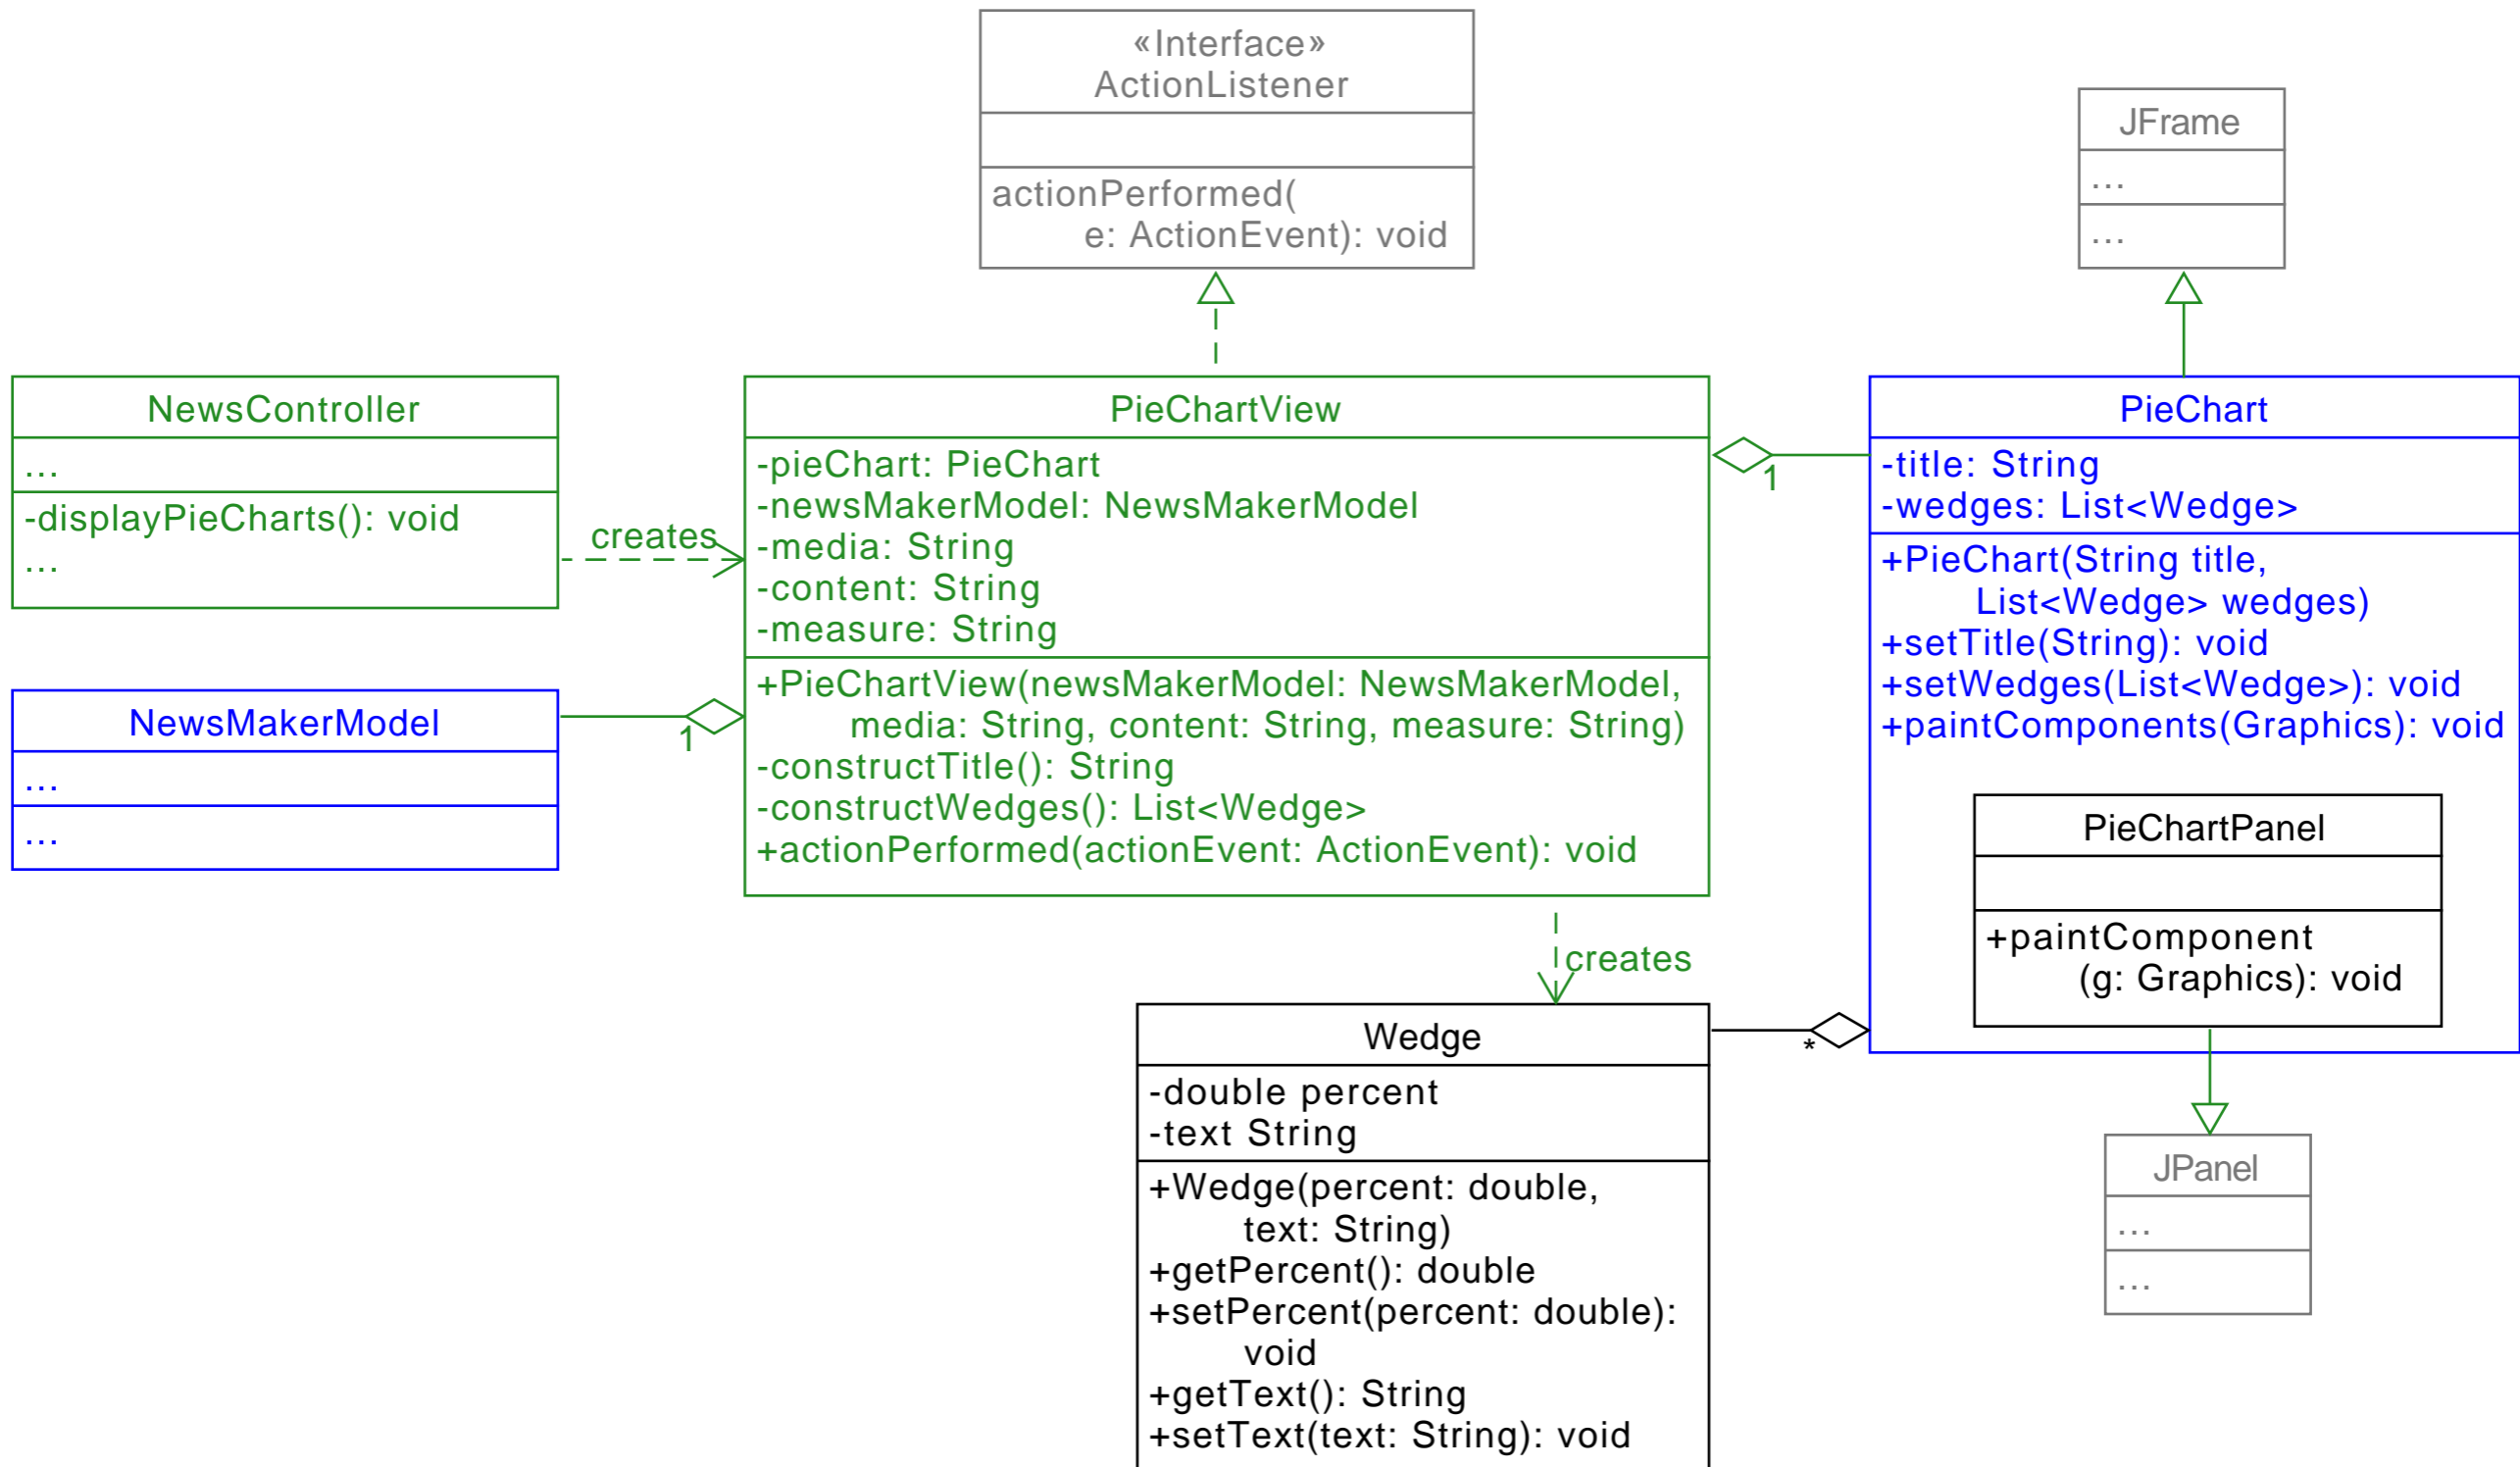 «Interface»
ActionListener
actionPerformed(
e: ActionEvent): void
JFrame
...
...
NewsController
...
-displayPieCharts(): void
...
creates
NewsMakerModel
...
...
1
PieChartView
-pieChart: PieChart
-newsMakerModel: NewsMakerModel
-media: String
-content: String
-measure: String
+PieChartView(newsMakerModel: NewsMakerModel,
media: String, content: String, measure: String)
-constructTitle(): String
-constructWedges(): List<Wedge>
+actionPerformed(actionEvent: ActionEvent): void
1
PieChart
-title: String
-wedges: List<Wedge>
+PieChart(String title,
List<Wedge> wedges)
+setTitle(String): void
+setWedges(List<Wedge>): void
+paintComponents(Graphics): void
PieChartPanel
+paintComponent
(g: Graphics): void
creates
Wedge
-double percent
-text String
+Wedge(percent: double,
text: String)
+getPercent(): double
+setPercent(percent: double):
void
+getText(): String
+setText(text: String): void
*
JPanel
...
...